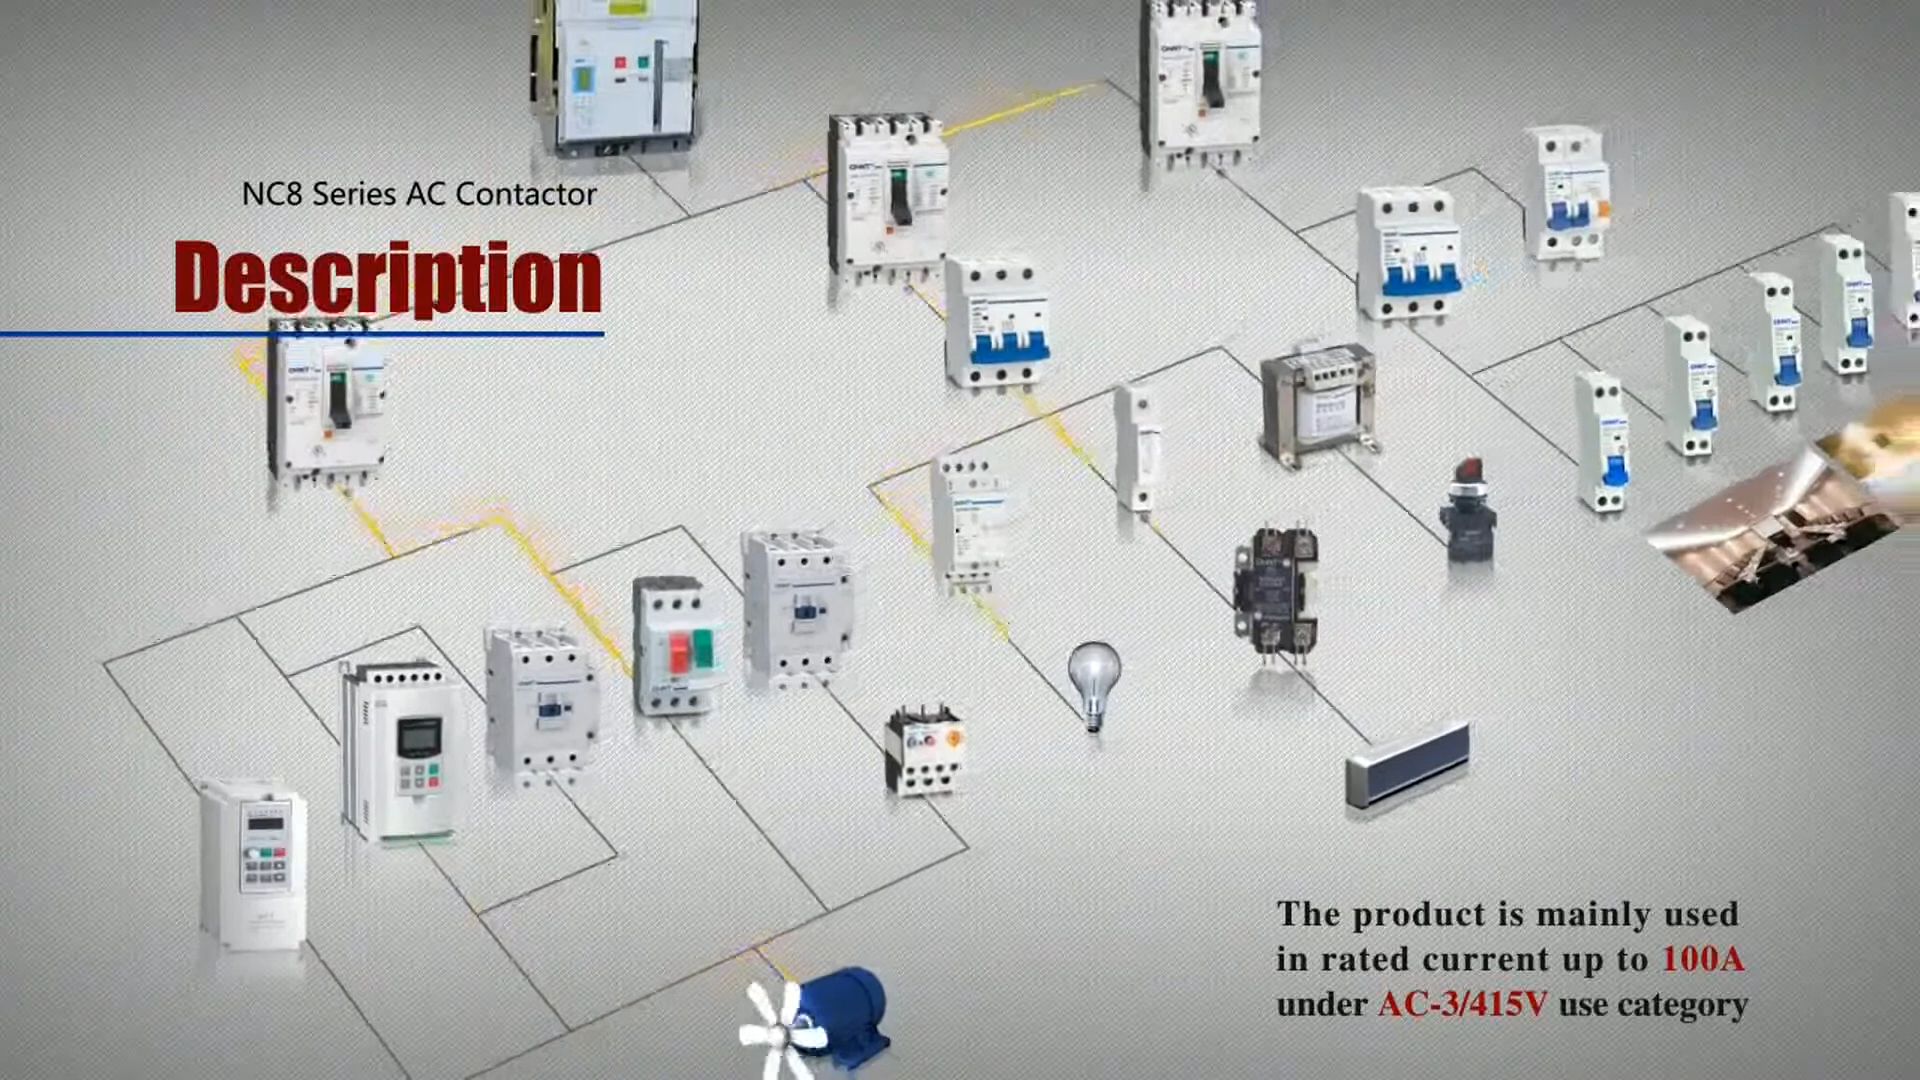 NC8 Series AC Contactor
Description
The product is mainly used
in rated current up to 100A
under AC-3/415V use category